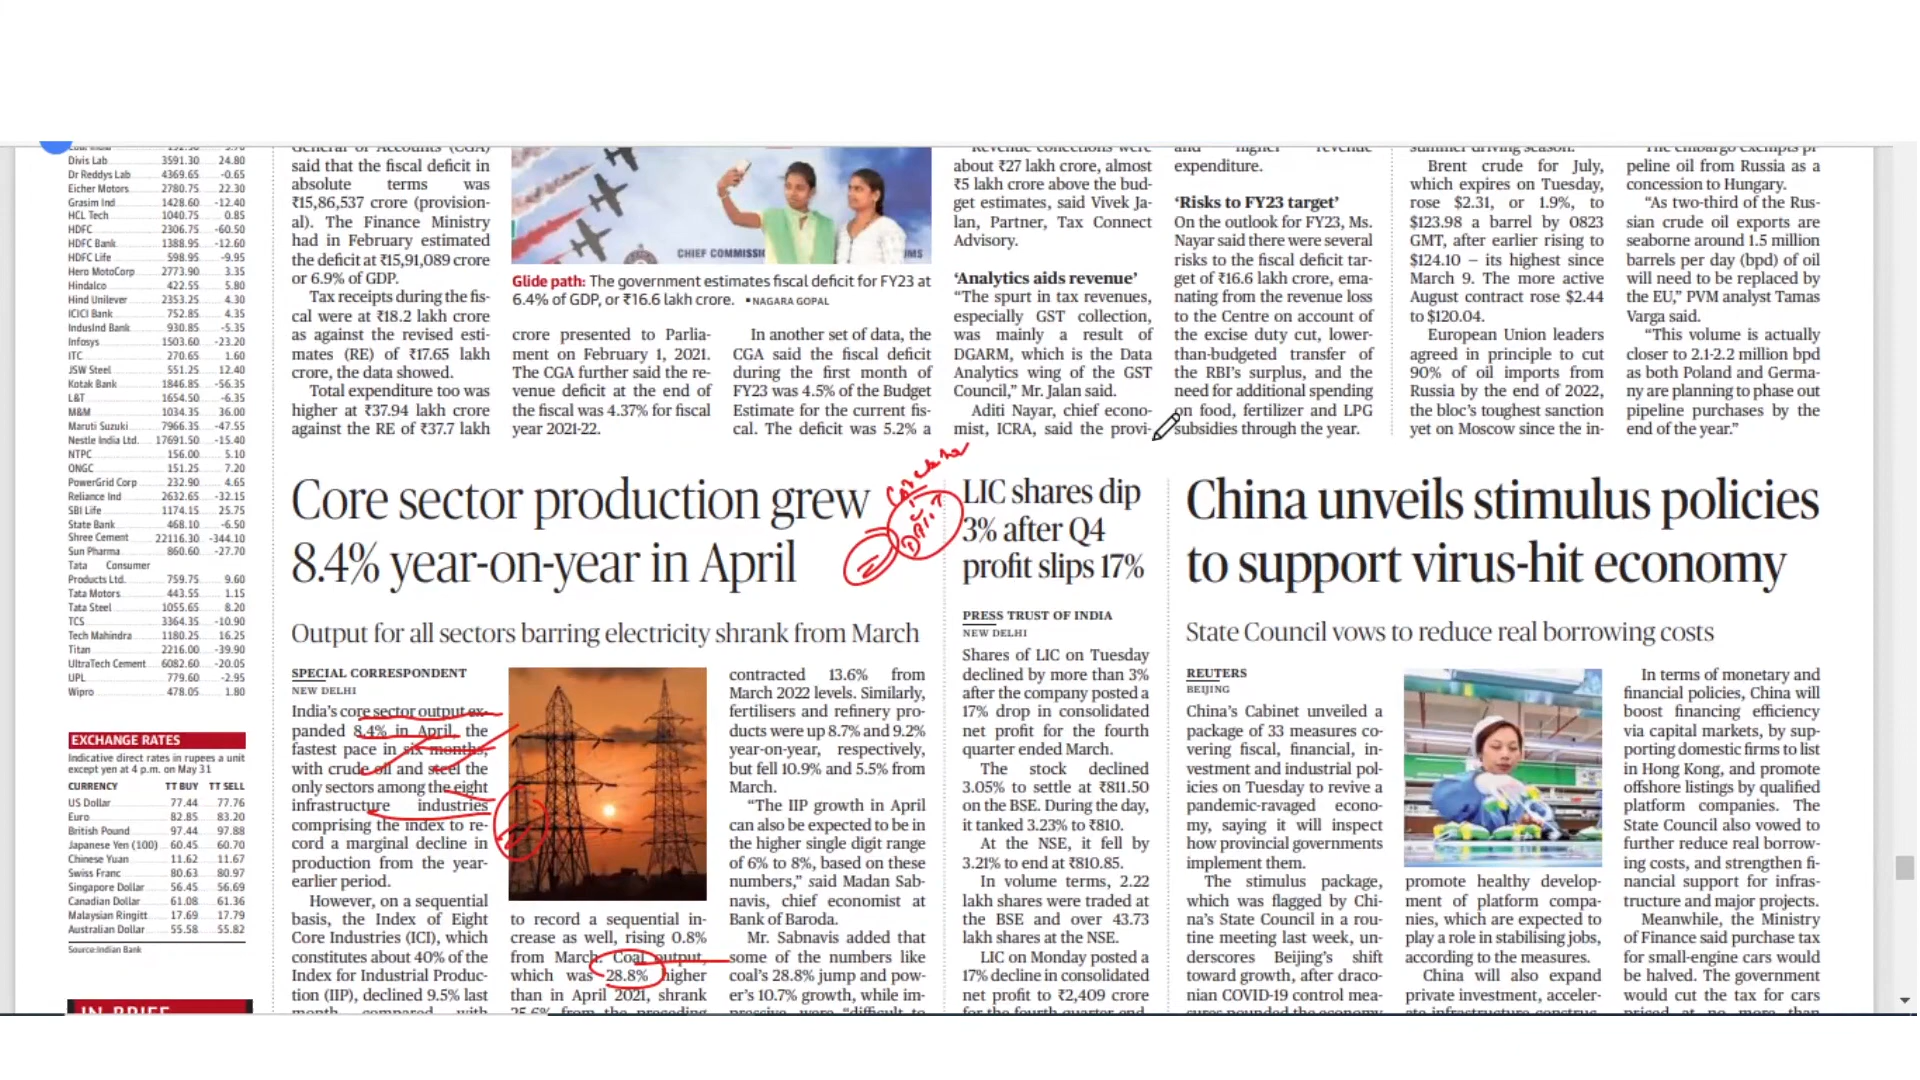 Divis Lab 3591.30 24.80
Dr Reddys Lab 4369.65 -0.65
Eicher Motors 2780.75 22.30
Grasim Ind 1428.60 -12.40
HCL Tech 1040.75 0.85
HDFC 2306.75 -60.50
HDFC Bank 1388.95 -12.60
HDFC Life 598.95 -9.95
Hero MotoCorp 2773.90 3.35
Hindalco 422.55 5.80
Hind Unilever 2353.25 4.30
ICICI Bank 752.85 4.35
IndusInd Bank 930.85 -5.35
Infosys 1503.60 -23.20
ITC 270.65 1.60
JSW Steel 551.25 12.40
Kotak Bank 1846.85 -56.35
L&T 1654.50 -6.35
M&M 1034.35 36.00
Maruti Suzuki 7966.35 -47.55
Nestle India Ltd. 17691.50 -15.40
NTPC 156.00 5.10
ONGC 151.25 7.20
PowerGrid Corp 232.90 4.65
Reliance Ind 2632.65 -32.15
SBI Life 1174.15 25.75
State Bank 468.10 -6.50
Shree Cement 22116.30 -344.10
Sun Pharma 860.60 -27.70
Tata Consumer
Products Ltd. 759.75 9.60
Tata Motors 443.55 1.15
Tata Steel 1055.65 8.20
TCS 3364.35 -10.90
Tech Mahindra 1180.25 16.25
Titan 2216.00 -39.90
UltraTech Cement 6082.60 -20.05
UPL 779.60 -2.95
Wipro 478.05 1.80
EXCHANGE RATES
Indicative direct rates in rupees a unit
except yen at 4 p.m. on May 31
CURRENCY TT BUY TT SELL
US Dollar 77.44 77.76
Euro 82.85 83.20
British Pound 97.44 97.88
Japanese Yen (100) 60.45 60.70
Chinese Yuan 11.62 11.67
Swiss Franc 80.63 80.97
Singapore Dollar 56.45 56.69
Canadian Dollar 61.08 61.36
Malaysian Ringitt 17.69 17.79
Australian Dollar 55.58 55.82
Source:Indian Bank
IN BRIEF
General of Accounts (CGA)
said that the fiscal deficit in
absolute terms was
₹15,86,537 crore (provision-
al). The Finance Ministry
had in February estimated
the deficit at ₹15,91,089 crore
or 6.9% of GDP.
Tax receipts during the fis-
cal were at ₹18.2 lakh crore
as against the revised esti-
mates (RE) of ₹17.65 lakh
crore, the data showed.
Total expenditure too was
higher at ₹37.94 lakh crore
against the RE of ₹37.7 lakh
CHIEF COMMISSI
MS
Glide path: The government estimates fiscal deficit for FY23 at
6.4% of GDP, or ₹16.6 lakh crore. ▪NAGARA GOPAL
crore presented to Parlia-
ment on February 1, 2021.
The CGA further said the re-
venue deficit at the end of
the fiscal was 4.37% for fiscal
year 2021-22.
In another set of data, the
CGA said the fiscal deficit
during the first month of
FY23 was 4.5% of the Budget
Estimate for the current fis-
cal. The deficit was 5.2% a
Revenue collections were
about ₹27 lakh crore, almost
₹5 lakh crore above the bud-
get estimates, said Vivek Ja-
lan, Partner, Tax Connect
Advisory.
‘Analytics aids revenue’
“The spurt in tax revenues,
especially GST collection,
was mainly a result of
DGARM, which is the Data
Analytics wing of the GST
Council,” Mr. Jalan said.
Aditi Nayar, chief econo-
mist, ICRA, said the provi-
and higher revenue
expenditure.
‘Risks to FY23 target’
On the outlook for FY23, Ms.
Nayar said there were several
risks to the fiscal deficit tar-
get of ₹16.6 lakh crore, ema-
nating from the revenue loss
to the Centre on account of
the excise duty cut, lower-
than-budgeted transfer of
the RBI’s surplus, and the
need for additional spending
on food, fertilizer and LPG
subsidies through the year.
summer driving season.
Brent crude for July,
which expires on Tuesday,
rose $2.31, or 1.9%, to
$123.98 a barrel by 0823
GMT, after earlier rising to
$124.10 – its highest since
March 9. The more active
August contract rose $2.44
to $120.04.
European Union leaders
agreed in principle to cut
90% of oil imports from
Russia by the end of 2022,
the bloc’s toughest sanction
yet on Moscow since the in-
The embargo exempts pi-
peline oil from Russia as a
concession to Hungary.
“As two-third of the Rus-
sian crude oil exports are
seaborne around 1.5 million
barrels per day (bpd) of oil
will need to be replaced by
the EU,” PVM analyst Tamas
Varga said.
“This volume is actually
closer to 2.1-2.2 million bpd
as both Poland and Germa-
ny are planning to phase out
pipeline purchases by the
end of the year.”
Core sector production grew
8.4% year-on-year in April
Output for all sectors barring electricity shrank from March
SPECIAL CORRESPONDENT
NEW DELHI
India’s core sector output ex-
panded 8.4% in April, the
fastest pace in six months,
with crude oil and steel the
only sectors among the eight
infrastructure industries
comprising the index to re-
cord a marginal decline in
production from the year-
earlier period.
However, on a sequential
basis, the Index of Eight
Core Industries (ICI), which
constitutes about 40% of the
Index for Industrial Produc-
tion (IIP), declined 9.5% last
month compared with
to record a sequential in-
crease as well, rising 0.8%
from March. Coal output,
which was 28.8% higher
than in April 2021, shrank
25.6% from the preceding
contracted 13.6% from
March 2022 levels. Similarly,
fertilisers and refinery pro-
ducts were up 8.7% and 9.2%
year-on-year, respectively,
but fell 10.9% and 5.5% from
March.
“The IIP growth in April
can also be expected to be in
the higher single digit range
of 6% to 8%, based on these
numbers,” said Madan Sab-
navis, chief economist at
Bank of Baroda.
Mr. Sabnavis added that
some of the numbers like
coal’s 28.8% jump and pow-
er’s 10.7% growth, while im-
pressive, were “difficult to
LIC shares dip
3% after Q4
profit slips 17%
PRESS TRUST OF INDIA
NEW DELHI
Shares of LIC on Tuesday
declined by more than 3%
after the company posted a
17% drop in consolidated
net profit for the fourth
quarter ended March.
The stock declined
3.05% to settle at ₹811.50
on the BSE. During the day,
it tanked 3.23% to ₹810.
At the NSE, it fell by
3.21% to end at ₹810.85.
In volume terms, 2.22
lakh shares were traded at
the BSE and over 43.73
lakh shares at the NSE.
LIC on Monday posted a
17% decline in consolidated
net profit to ₹2,409 crore
for the fourth quarter end-
China unveils stimulus policies
to support virus-hit economy
State Council vows to reduce real borrowing costs
REUTERS
BEIJING
China’s Cabinet unveiled a
package of 33 measures co-
vering fiscal, financial, in-
vestment and industrial pol-
icies on Tuesday to revive a
pandemic-ravaged econo-
my, saying it will inspect
how provincial governments
implement them.
The stimulus package,
which was flagged by Chi-
na’s State Council in a rou-
tine meeting last week, un-
derscores Beijing’s shift
toward growth, after draco-
nian COVID-19 control mea-
sures pounded the economy
promote healthy develop-
ment of platform compa-
nies, which are expected to
play a role in stabilising jobs,
according to the measures.
China will also expand
private investment, acceler-
ate infrastructure construc-
In terms of monetary and
financial policies, China will
boost financing efficiency
via capital markets, by sup-
porting domestic firms to list
in Hong Kong, and promote
offshore listings by qualified
platform companies. The
State Council also vowed to
further reduce real borrow-
ing costs, and strengthen fi-
nancial support for infras-
tructure and major projects.
Meanwhile, the Ministry
of Finance said purchase tax
for small-engine cars would
be halved. The government
would cut the tax for cars
priced at no more than